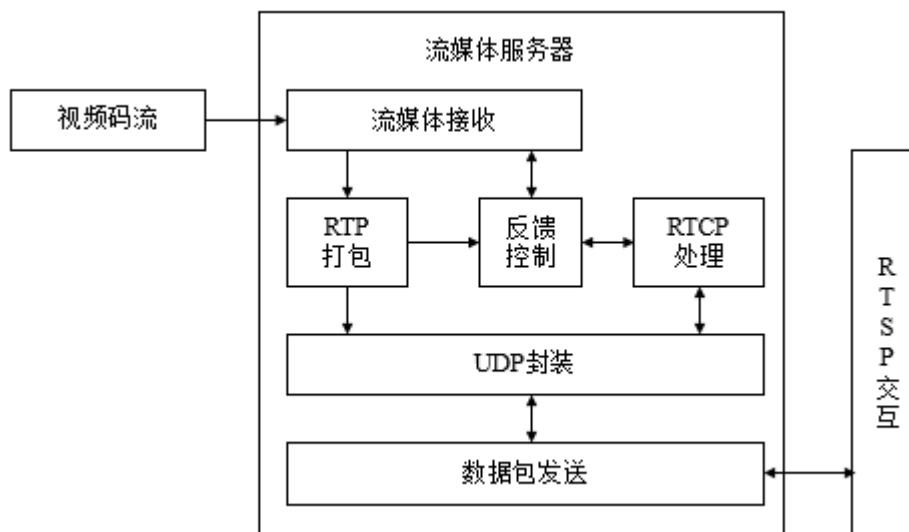 流媒体服务器
视频码流
流媒体接收
RTP
打包
反馈
控制
RTCP
处理
UDP封装
数据包发送
R
T
S
P
交
互